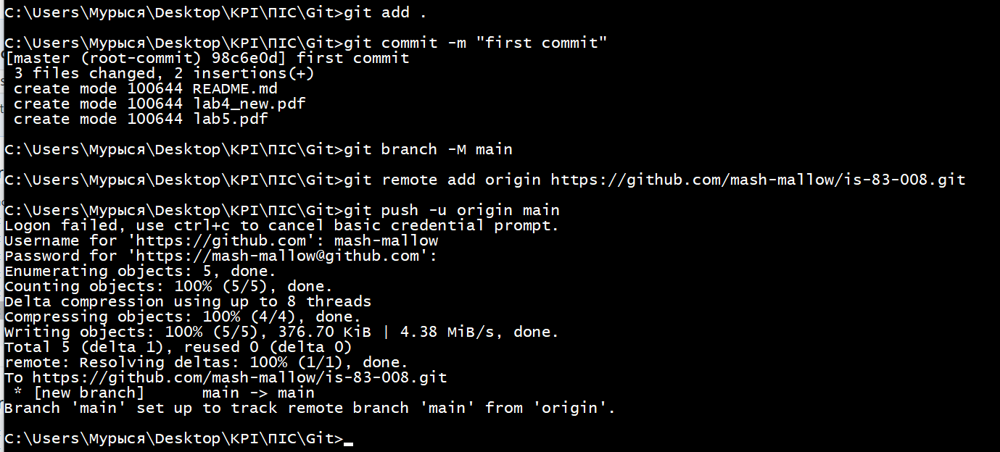 C:\Users\Мурыся\Desktop\KPI\ПІС\Git>git add .
C:\Users\Мурыся\Desktop\KPI\ПІС\Git>git commit -m "first commit"
[master (root-commit) 98c6e0d] first commit
3 files changed, 2 insertions(+)
create mode 100644 README.md
create mode 100644 lab4_new.pdf
create mode 100644 lab5.pdf
C:\Users\Мурыся\Desktop\KPI\ПІС\Git>git branch -M main
C:\Users\Мурыся\Desktop\KPI\ПІС\Git>git remote add origin https://github.com/mash-mallow/is-83-008.git
C:\Users\Мурыся\Desktop\KPI\ПІС\Git>git push -u origin main
Logon failed, use ctrl+c to cancel basic credential prompt.
Username for 'https://github.com': mash-mallow
Password for 'https://mash-mallow@github.com':
Enumerating objects: 5, done.
Counting objects: 100% (5/5), done.
Delta compression using up to 8 threads
Compressing objects: 100% (4/4), done.
Writing objects: 100% (5/5), 376.70 KiB | 4.38 MiB/s, done.
Total 5 (delta 1), reused 0 (delta 0)
remote: Resolving deltas: 100% (1/1), done.
To https://github.com/mash-mallow/is-83-008.git
* [new branch]      main -> main
Branch 'main' set up to track remote branch 'main' from 'origin'.
C:\Users\Мурыся\Desktop\KPI\ПІС\Git>